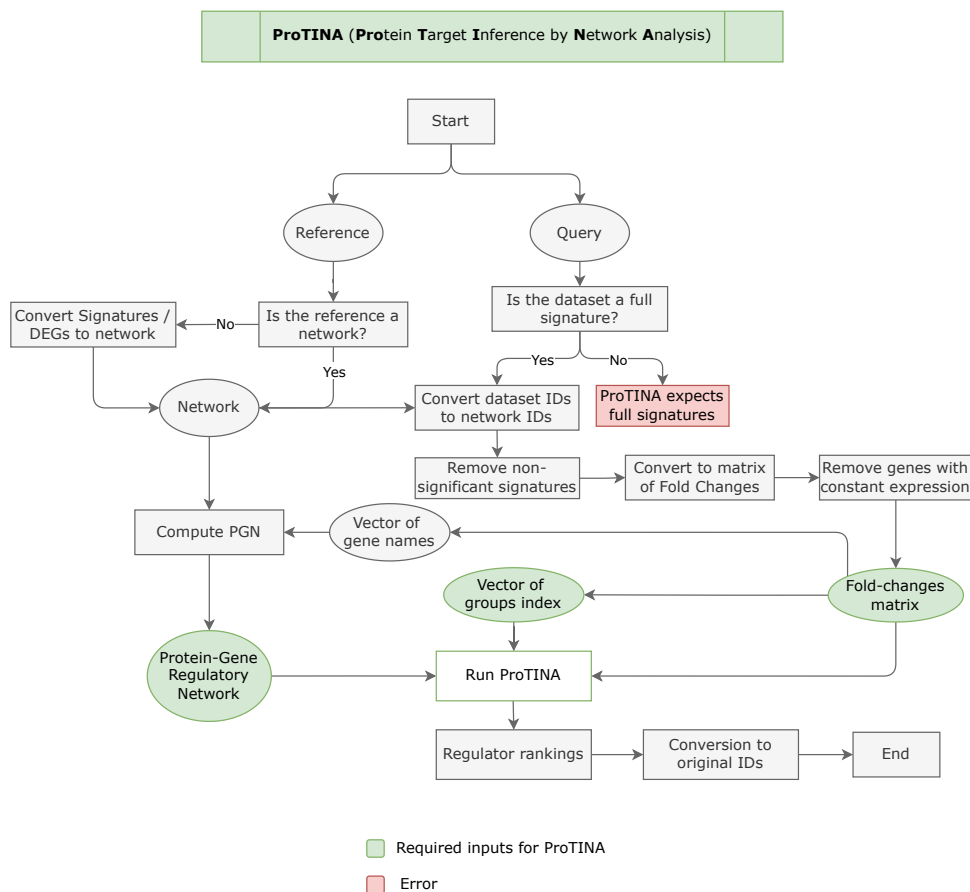 ProTINA (Protein Target Inference by Network Analysis)
Start
Reference
Query
Is the reference a
network?
Is the dataset a full
signature?
Convert Signatures /
DEGs to network
No
Yes
Yes
No
Network
Convert dataset IDs
to network IDs
ProTINA expects
full signatures
Remove non-
significant signatures
Convert to matrix
of Fold Changes
Remove genes with
constant expression
Compute PGN
Vector of
gene names
Vector of
groups index
Fold-changes
matrix
Protein-Gene
Regulatory
Network
Run ProTINA
Regulator rankings
Conversion to
original IDs
End
Required inputs for ProTINA
Error